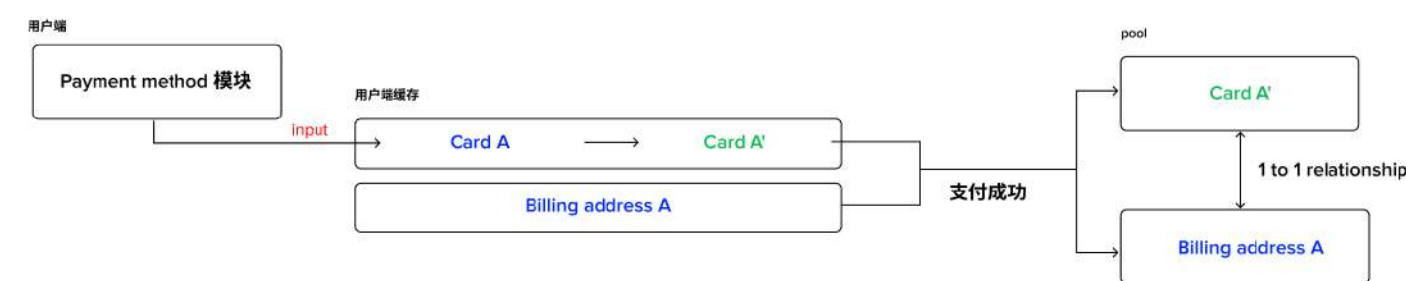 用户端
Payment method 模块
input
用户端缓存
Card A
Card A'
Billing address A
支付成功
pool
Card A'
1 to 1 relationship
Billing address A